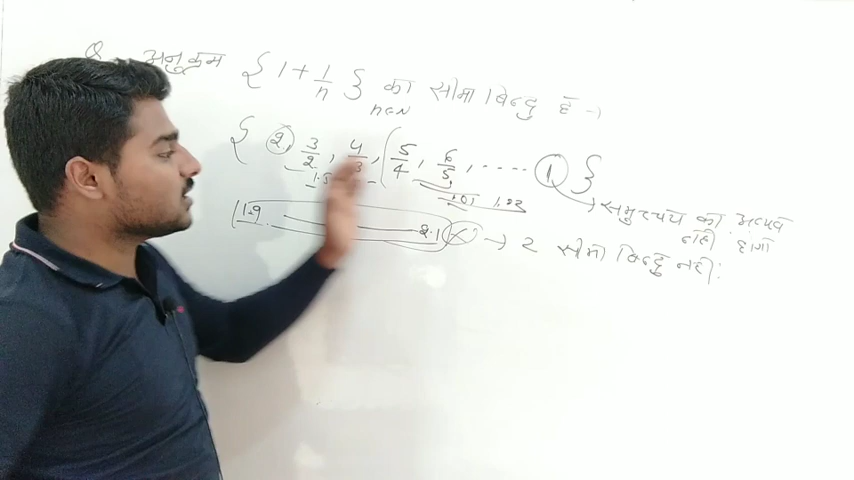 Q अनुक्रम { 1 + 1/n } का सीमा बिन्दु है →
n∈N
{ 2, 3/2, 4/3, 5/4, 6/5, ..... 1 }
1.5 1.01 1.02
→ समुच्चय का अवयव
नहीं होगा
1.9 2.1 × → 2 सीमा बिन्दु नहीं: